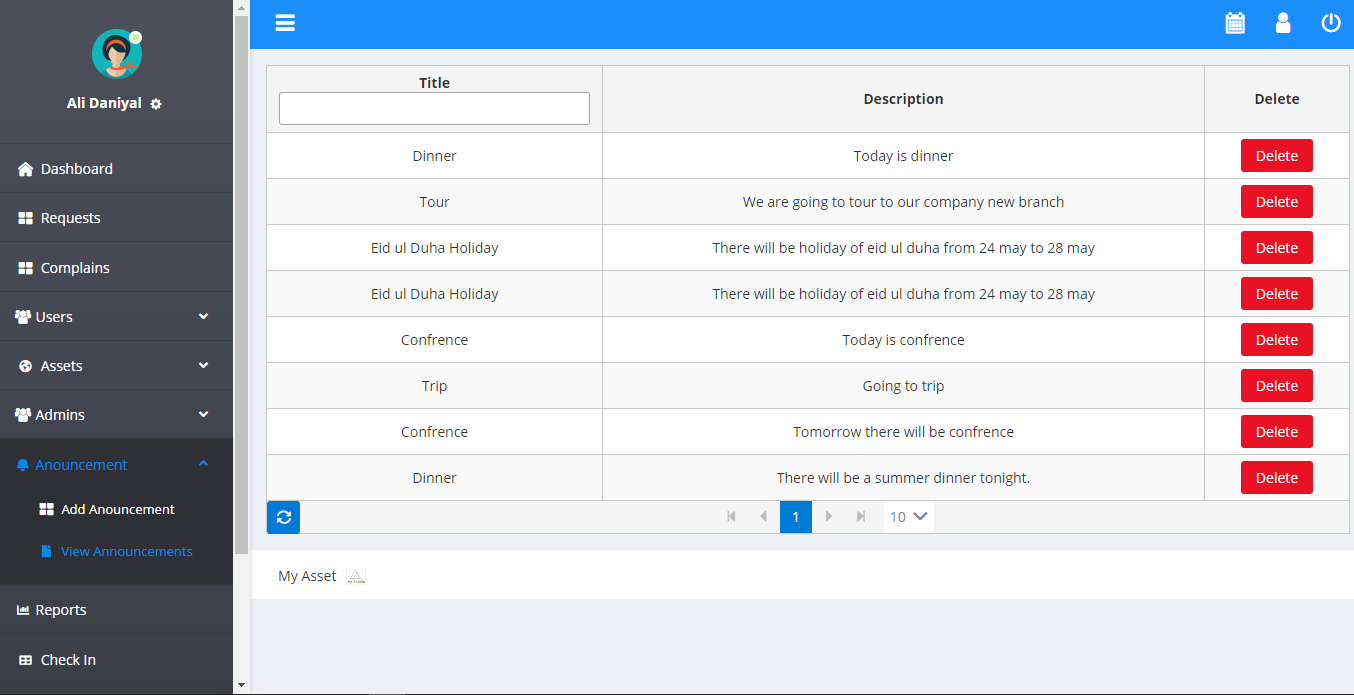 Ali Daniyal
Dashboard
Requests
Complains
Users
Assets
Admins
Anouncement
Add Anouncement
View Announcements
Reports
Check In
Title Description Delete
Dinner Today is dinner Delete
Tour We are going to tour to our company new branch Delete
Eid ul Duha Holiday There will be holiday of eid ul duha from 24 may to 28 may Delete
Eid ul Duha Holiday There will be holiday of eid ul duha from 24 may to 28 may Delete
Confrence Today is confrence Delete
Trip Going to trip Delete
Confrence Tomorrow there will be confrence Delete
Dinner There will be a summer dinner tonight. Delete
1 10
My Asset